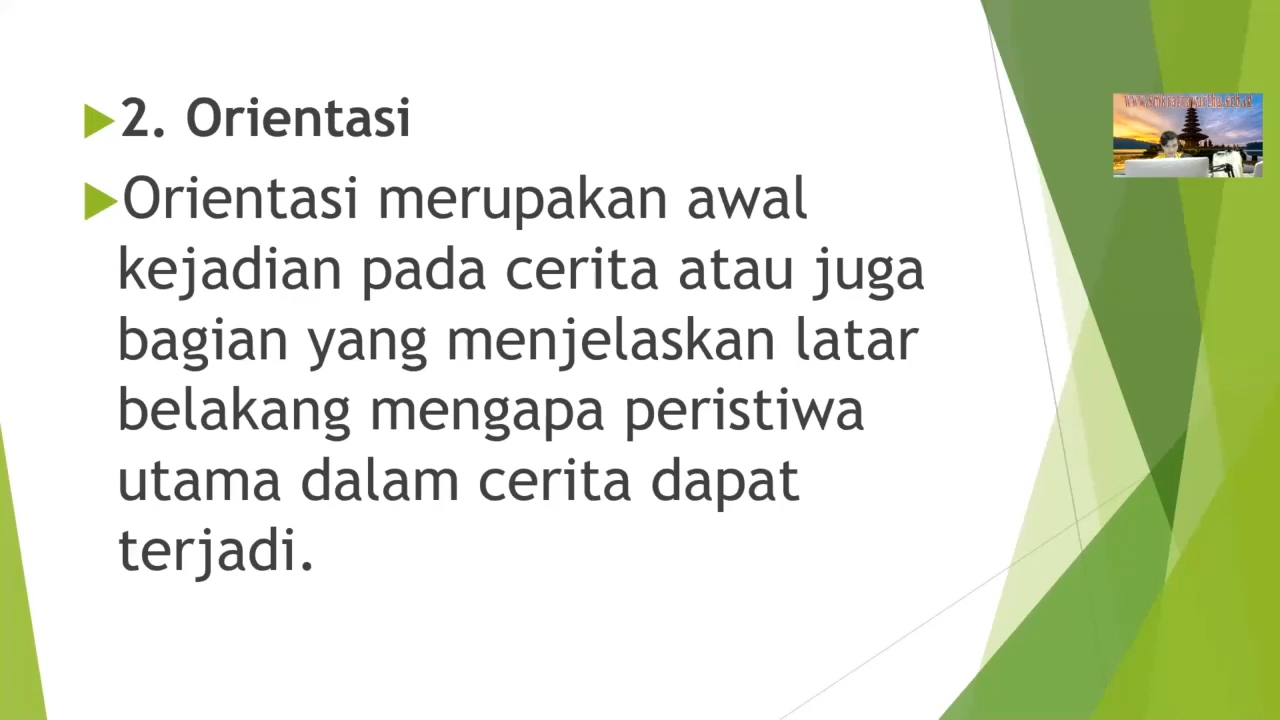 2. Orientasi
Orientasi merupakan awal
kejadian pada cerita atau juga
bagian yang menjelaskan latar
belakang mengapa peristiwa
utama dalam cerita dapat
terjadi.